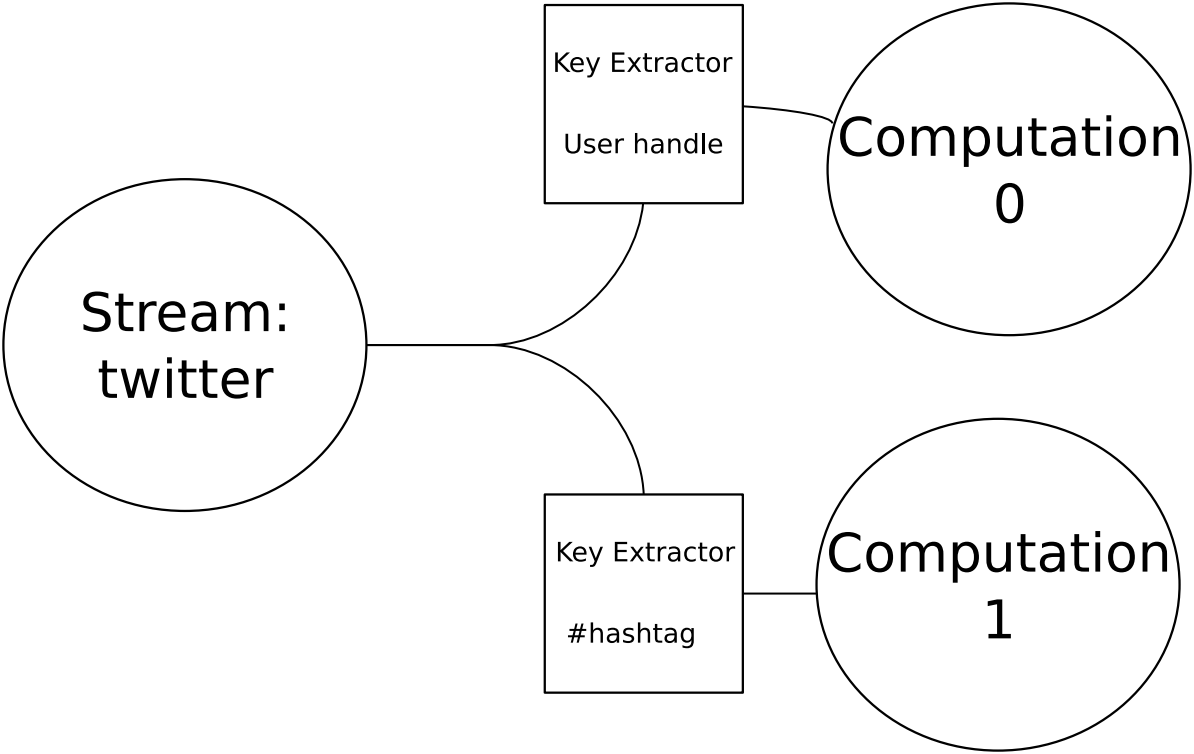 Key Extractor
User handle
Computation
0
Stream:
twitter
Key Extractor
#hashtag
Computation
1